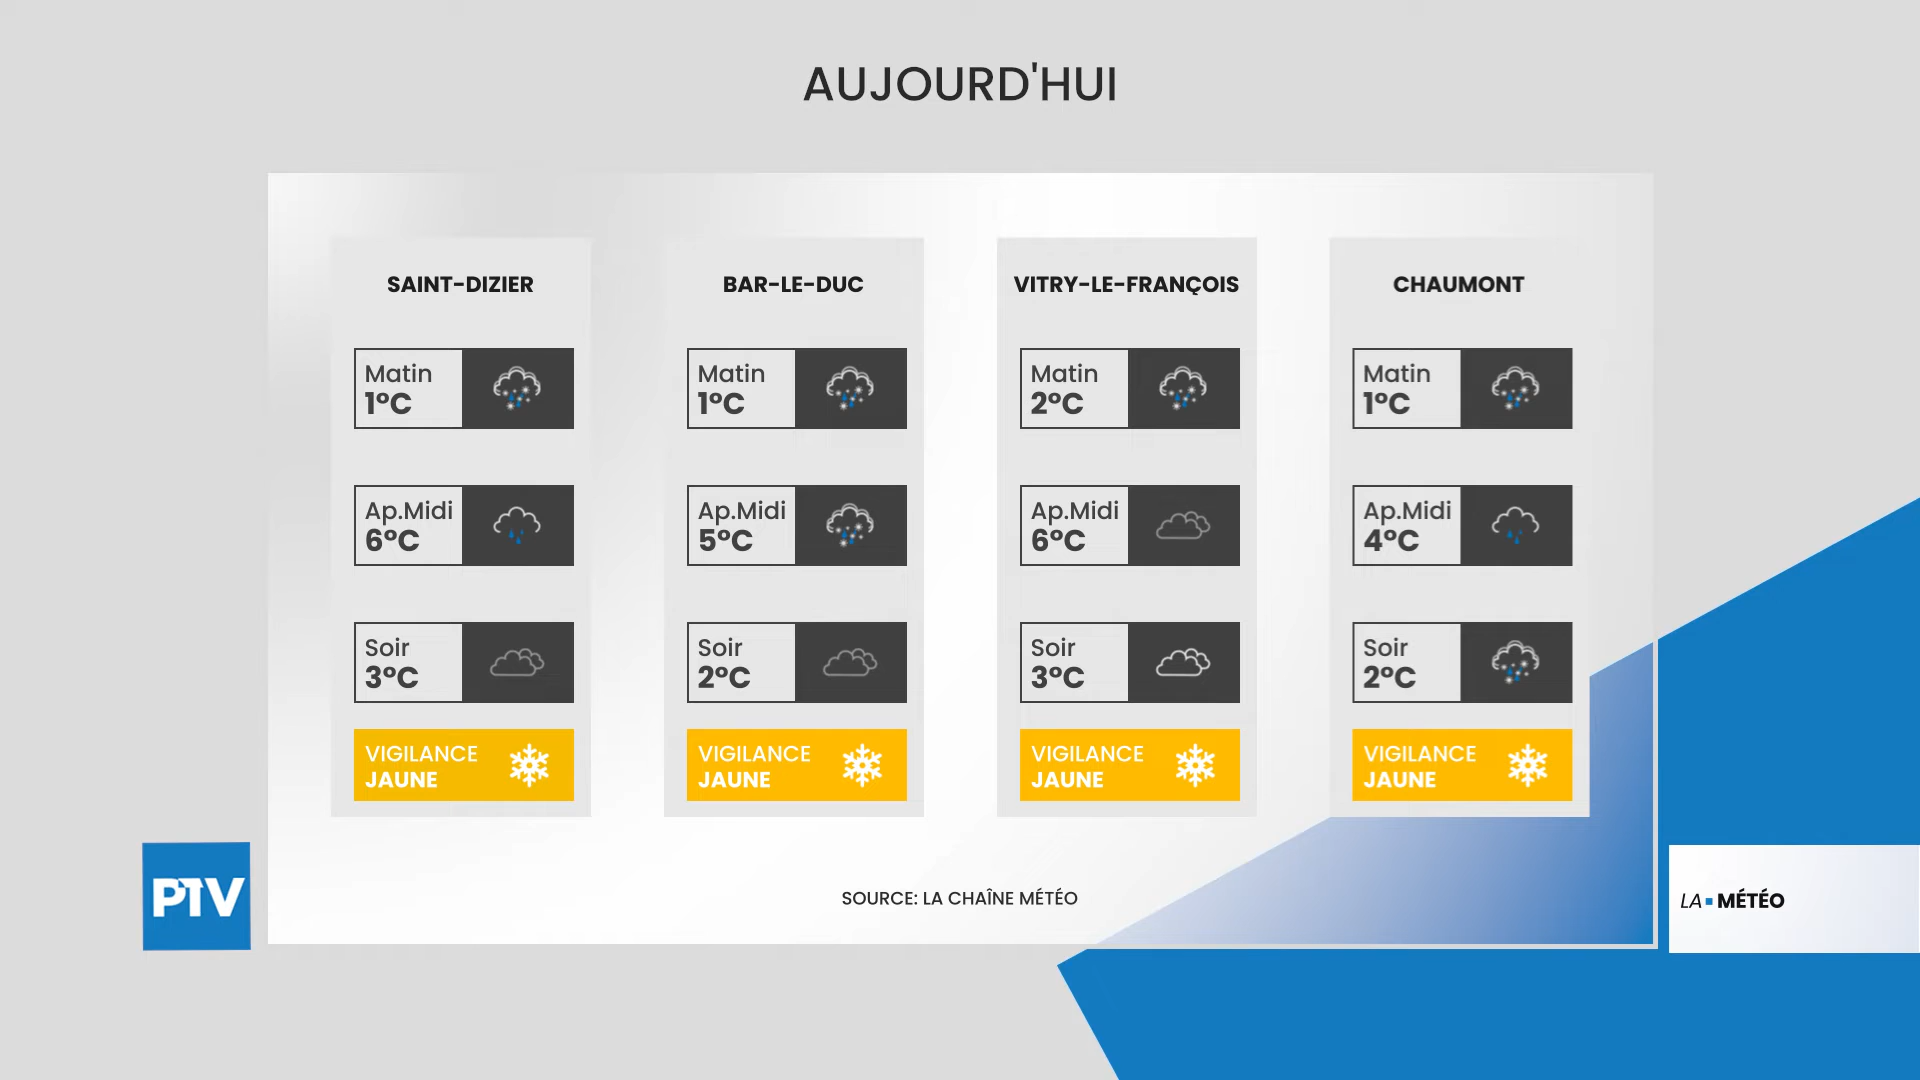 AUJOURD'HUI
SAINT-DIZIER
Matin
1°C
Ap.Midi
6°C
Soir
3°C
VIGILANCE
JAUNE
BAR-LE-DUC
Matin
1°C
Ap.Midi
5°C
Soir
2°C
VIGILANCE
JAUNE
VITRY-LE-FRANÇOIS
Matin
2°C
Ap.Midi
6°C
Soir
3°C
VIGILANCE
JAUNE
CHAUMONT
Matin
1°C
Ap.Midi
4°C
Soir
2°C
VIGILANCE
JAUNE
SOURCE: LA CHAÎNE MÉTÉO
PTV
LA MÉTÉO